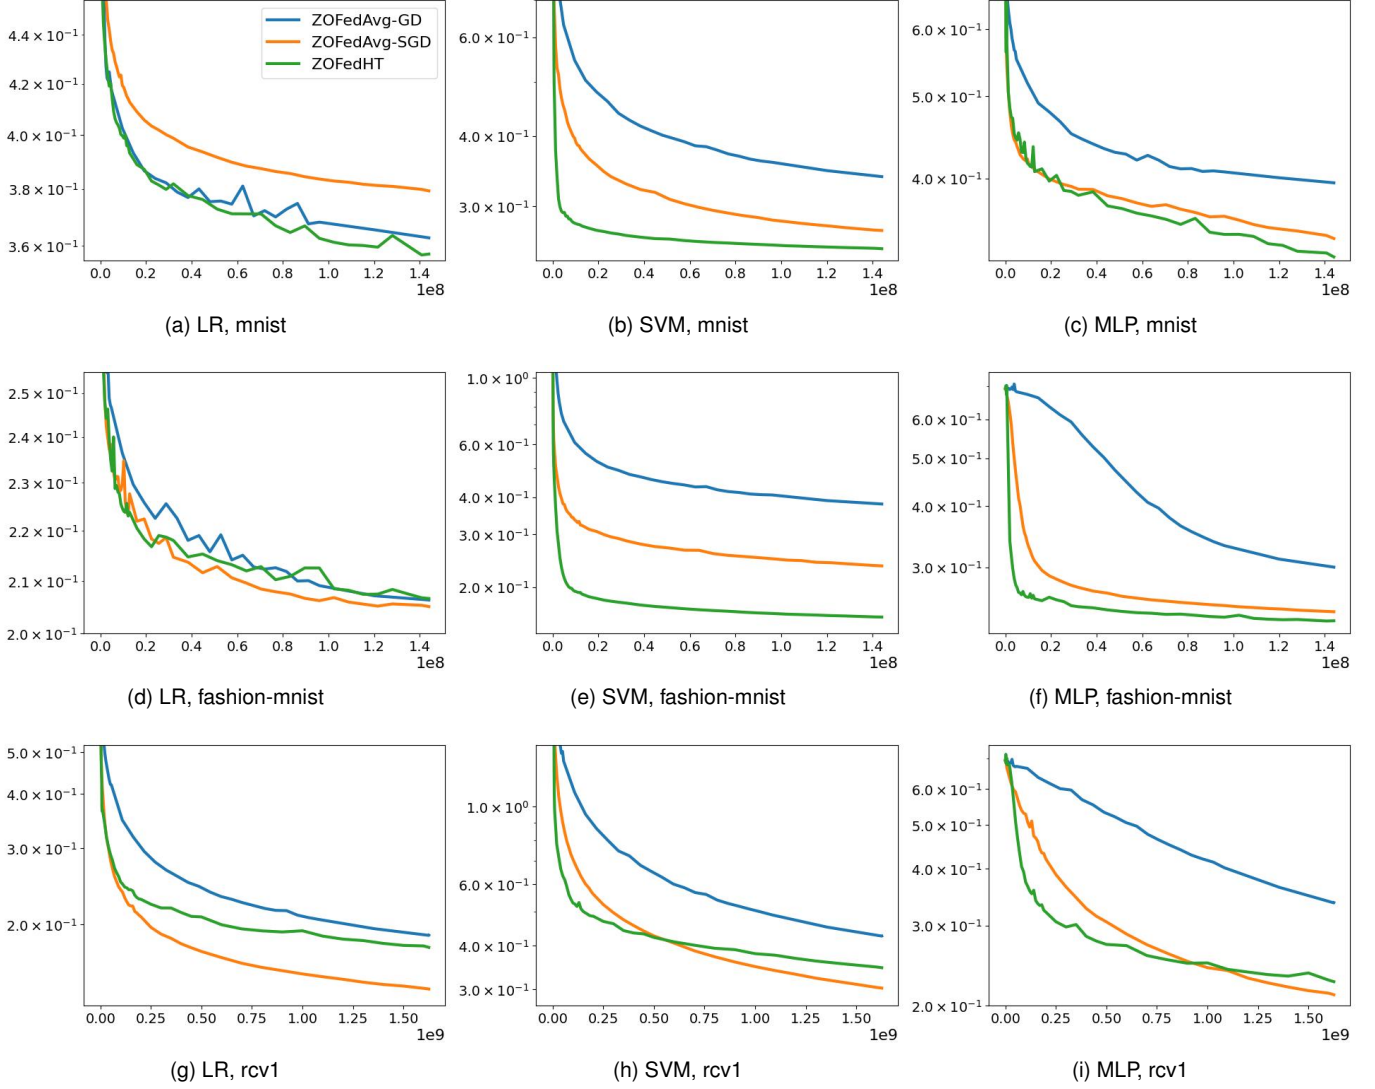 ZOFedAvg-GD
ZOFedAvg-SGD
ZOFedHT
4.4 × 10⁻¹
4.2 × 10⁻¹
4.0 × 10⁻¹
3.8 × 10⁻¹
3.6 × 10⁻¹
0.0 0.2 0.4 0.6 0.8 1.0 1.2 1.4
1e8
(a) LR, mnist
6.0 × 10⁻¹
4.0 × 10⁻¹
3.0 × 10⁻¹
0.0 0.2 0.4 0.6 0.8 1.0 1.2 1.4
1e8
(b) SVM, mnist
6.0 × 10⁻¹
5.0 × 10⁻¹
4.0 × 10⁻¹
0.0 0.2 0.4 0.6 0.8 1.0 1.2 1.4
1e8
(c) MLP, mnist
2.5 × 10⁻¹
2.4 × 10⁻¹
2.3 × 10⁻¹
2.2 × 10⁻¹
2.1 × 10⁻¹
2.0 × 10⁻¹
0.0 0.2 0.4 0.6 0.8 1.0 1.2 1.4
1e8
(d) LR, fashion-mnist
1.0 × 10⁰
6.0 × 10⁻¹
4.0 × 10⁻¹
3.0 × 10⁻¹
2.0 × 10⁻¹
0.0 0.2 0.4 0.6 0.8 1.0 1.2 1.4
1e8
(e) SVM, fashion-mnist
6.0 × 10⁻¹
5.0 × 10⁻¹
4.0 × 10⁻¹
3.0 × 10⁻¹
0.0 0.2 0.4 0.6 0.8 1.0 1.2 1.4
1e8
(f) MLP, fashion-mnist
5.0 × 10⁻¹
4.0 × 10⁻¹
3.0 × 10⁻¹
2.0 × 10⁻¹
0.00 0.25 0.50 0.75 1.00 1.25 1.50
1e9
(g) LR, rcv1
1.0 × 10⁰
6.0 × 10⁻¹
4.0 × 10⁻¹
3.0 × 10⁻¹
0.00 0.25 0.50 0.75 1.00 1.25 1.50
1e9
(h) SVM, rcv1
6.0 × 10⁻¹
5.0 × 10⁻¹
4.0 × 10⁻¹
3.0 × 10⁻¹
2.0 × 10⁻¹
0.00 0.25 0.50 0.75 1.00 1.25 1.50
1e9
(i) MLP, rcv1